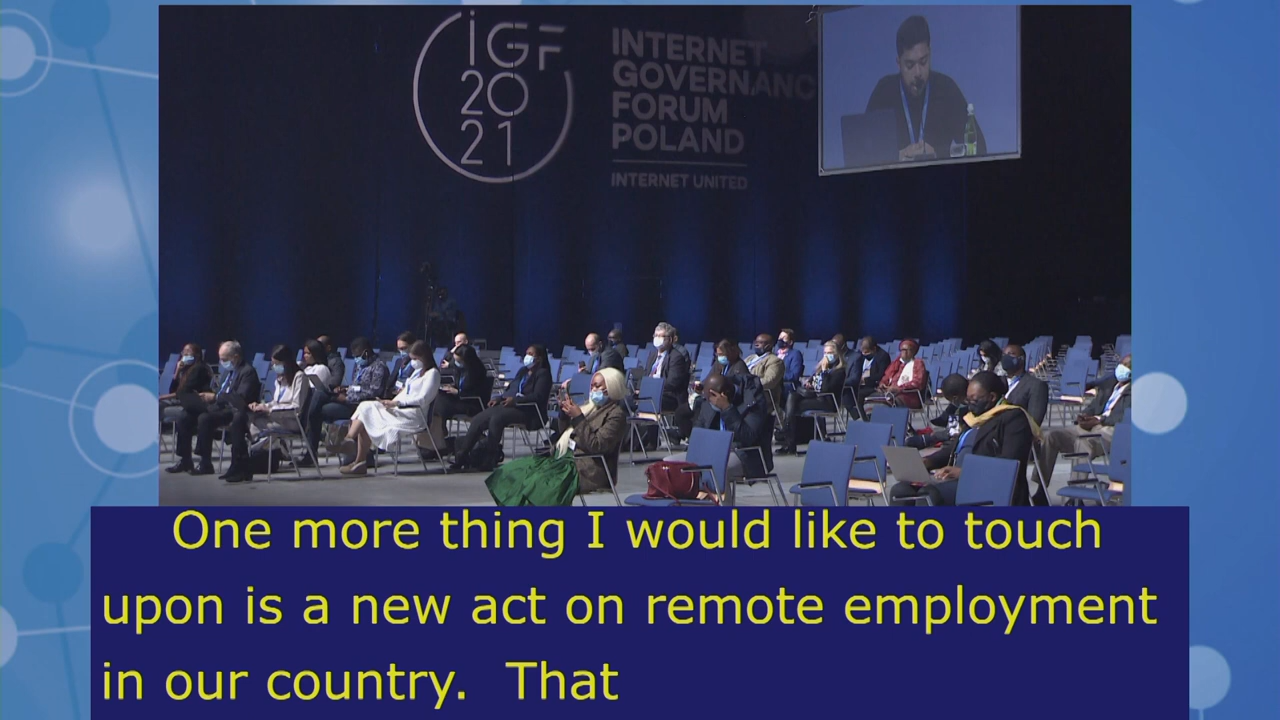 IGF
20
21
INTERNET
GOVERNANC
FORUM
POLAND
INTERNET UNITED
One more thing I would like to touch
upon is a new act on remote employment
in our country. That